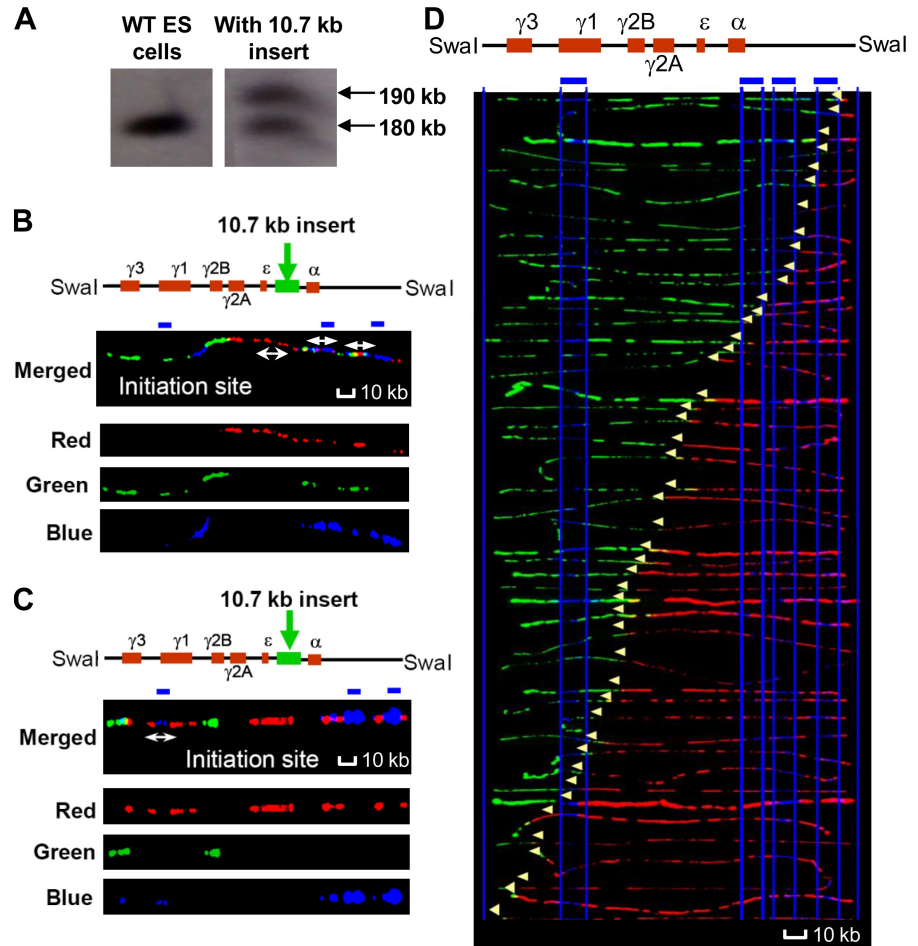 A
WT ES
cells
With 10.7 kb
insert
190 kb
180 kb
B
10.7 kb insert
SwaI
γ3
γ1
γ2B
γ2A
ε
α
SwaI
Merged
Initiation site
10 kb
Red
Green
Blue
C
10.7 kb insert
SwaI
γ3
γ1
γ2B
γ2A
ε
α
SwaI
Merged
Initiation site
10 kb
Red
Green
Blue
D
SwaI
γ3
γ1
γ2B
γ2A
ε
α
SwaI
10 kb